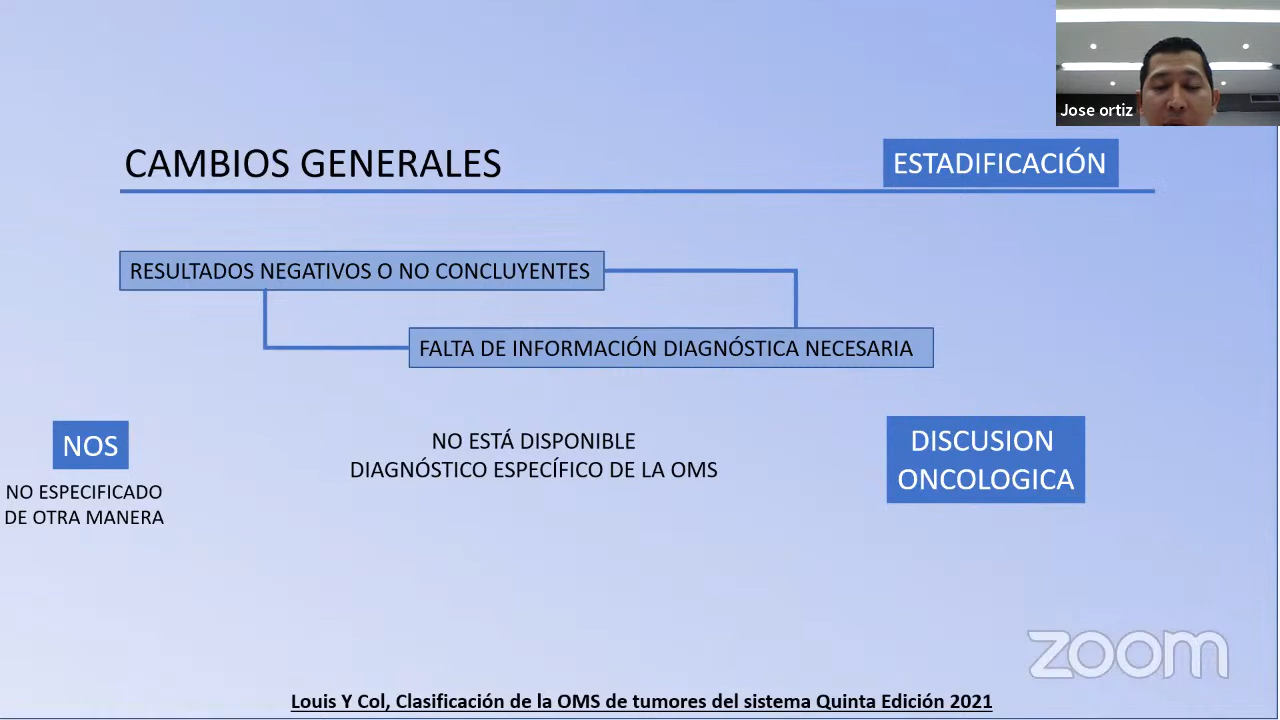 Jose ortiz
CAMBIOS GENERALES
ESTADIFICACIÓN
RESULTADOS NEGATIVOS O NO CONCLUYENTES
FALTA DE INFORMACIÓN DIAGNÓSTICA NECESARIA
NOS
NO ESPECIFICADO
DE OTRA MANERA
NO ESTÁ DISPONIBLE
DIAGNÓSTICO ESPECÍFICO DE LA OMS
DISCUSION
ONCOLOGICA
zoom
Louis Y Col, Clasificación de la OMS de tumores del sistema Quinta Edición 2021